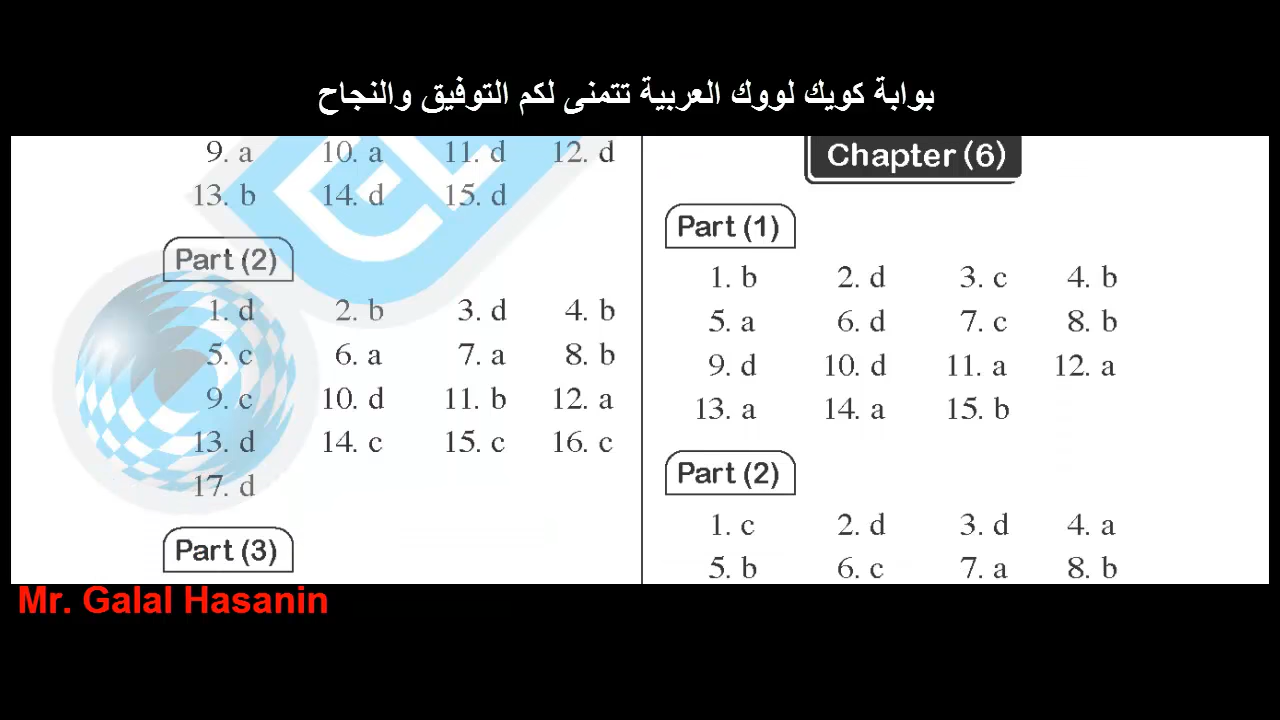 بوابة كويك لووك العربية تتمنى لكم التوفيق والنجاح
9. a 10. a 11. d 12. d
13. b 14. d 15. d
Part (2)
1. d 2. b 3. d 4. b
5. c 6. a 7. a 8. b
9. c 10. d 11. b 12. a
13. d 14. c 15. c 16. c
17. d
Part (3)
Chapter (6)
Part (1)
1. b 2. d 3. c 4. b
5. a 6. d 7. c 8. b
9. d 10. d 11. a 12. a
13. a 14. a 15. b
Part (2)
1. c 2. d 3. d 4. a
5. b 6. c 7. a 8. b
Mr. Galal Hasanin